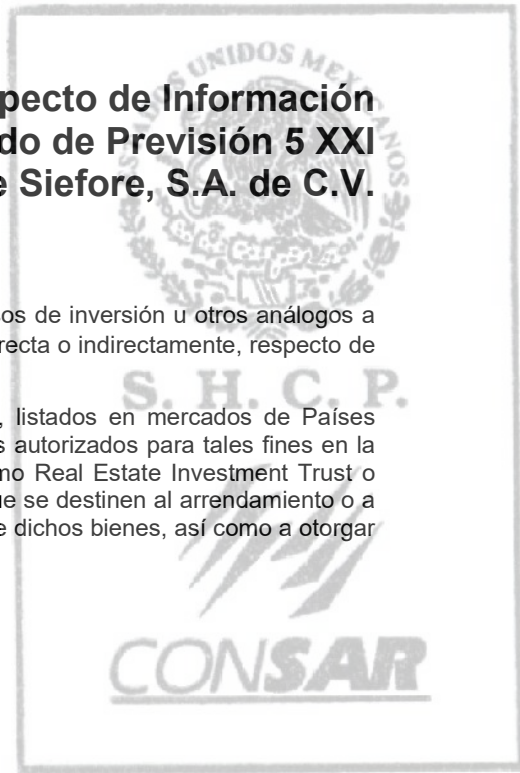 pecto de Información
do de Previsión 5 XXI
e Siefore, S.A. de C.V.
UNIDOS MEXICANOS
os de inversión u otros análogos a
recta o indirectamente, respecto de
S. H. C. P.
, listados en mercados de Países
s autorizados para tales fines en la
mo Real Estate Investment Trust o
ue se destinen al arrendamiento o a
e dichos bienes, así como a otorgar
CONSAR